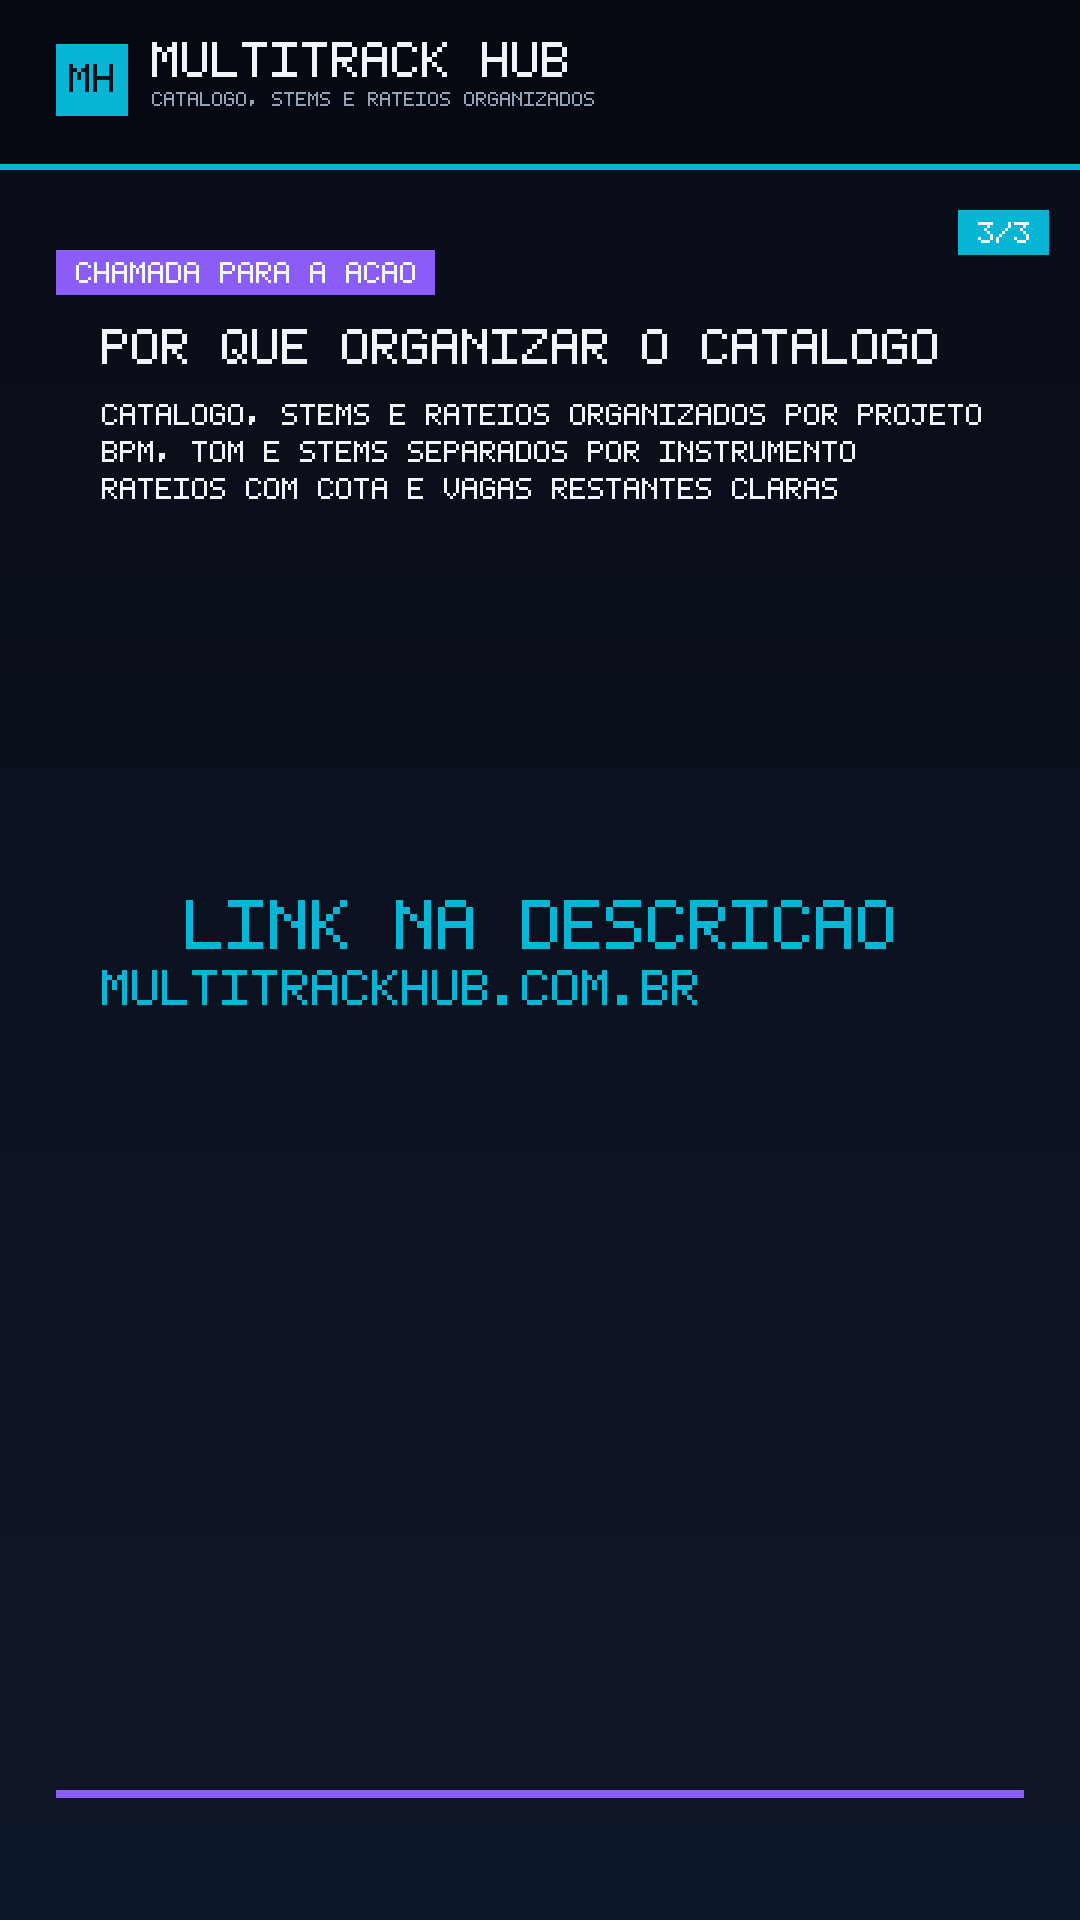 MH
MULTITRACK HUB
CATALOGO, STEMS E RATEIOS ORGANIZADOS
3/3
CHAMADA PARA A ACAO
POR QUE ORGANIZAR O CATALOGO
CATALOGO, STEMS E RATEIOS ORGANIZADOS POR PROJETO
BPM, TOM E STEMS SEPARADOS POR INSTRUMENTO
RATEIOS COM COTA E VAGAS RESTANTES CLARAS
LINK NA DESCRICAO
MULTITRACKHUB.COM.BR